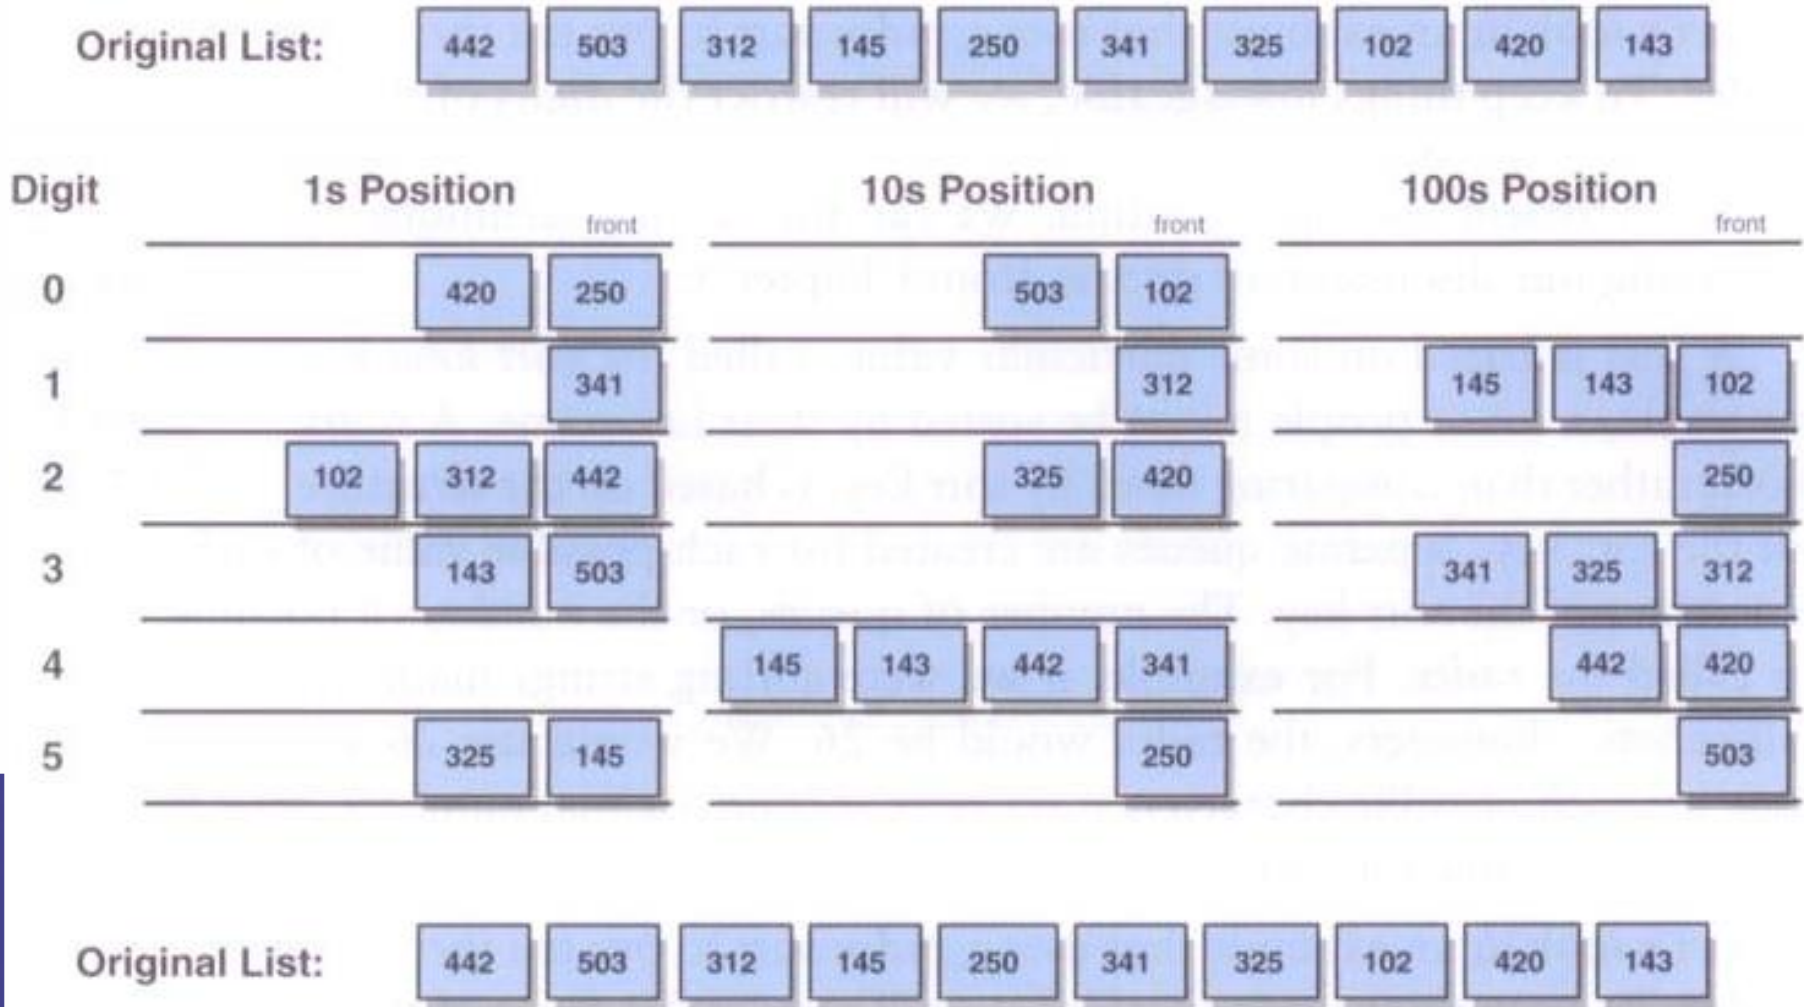 Original List: 442 503 312 145 250 341 325 102 420 143
Digit 1s Position 10s Position 100s Position
front front front
0 420 250 503 102
1 341 312 145 143 102
2 102 312 442 325 420 250
3 143 503 341 325 312
4 145 143 442 341 442 420
5 325 145 250 503
Original List: 442 503 312 145 250 341 325 102 420 143